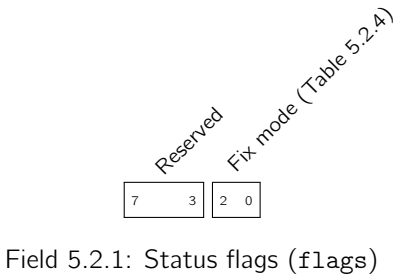 Reserved
Fix mode (Table 5.2.4)
7 3 2 0
Field 5.2.1: Status flags (flags)